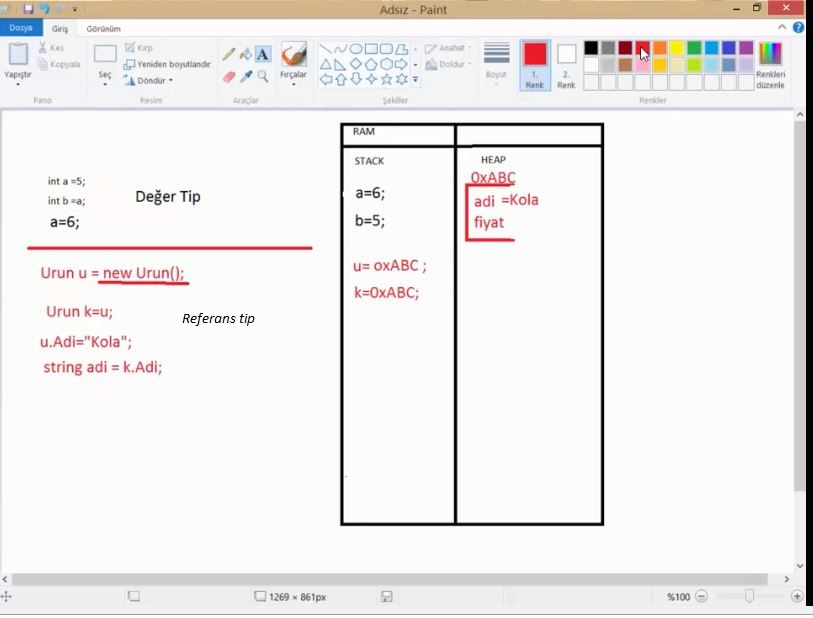 Adsız - Paint
Dosya
Giriş
Görünüm
Yapıştır
Kes
Kopyala
Pano
Seç
Kırp
Yeniden boyutlandır
Döndür
Resim
A
Araçlar
Fırçalar
Anahat
Doldur
Şekiller
Boyut
1.
Renk
2.
Renk
Renkleri
düzenle
Renkler
int a =5;
int b =a;
a=6;
Değer Tip
Urun u = new Urun();
Urun k=u;
Referans tip
u.Adi="Kola";
string adi = k.Adi;
RAM
STACK
a=6;
b=5;
u= oxABC ;
k=0xABC;
HEAP
0xABC
adi =Kola
fiyat
1269 × 861px
%100